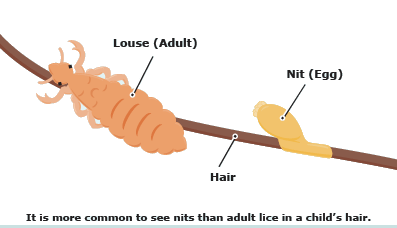 Louse (Adult)
Nit (Egg)
Hair
It is more common to see nits than adult lice in a child's hair.